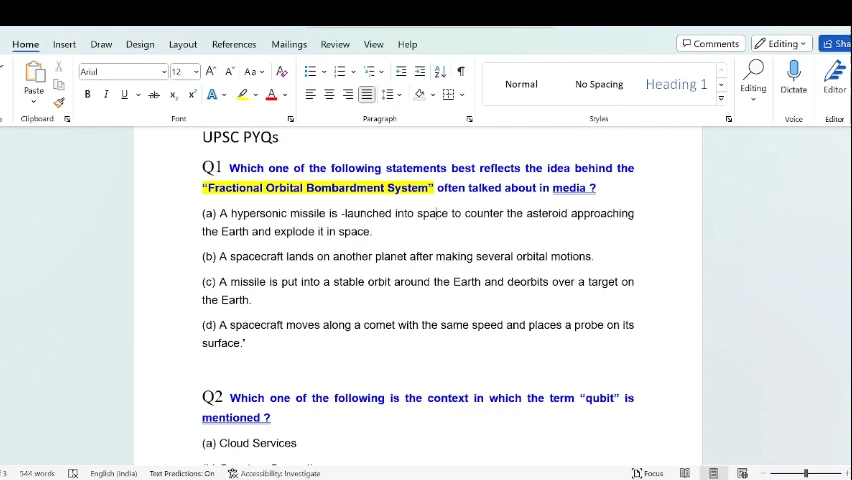 Home Insert Draw Design Layout References Mailings Review View Help Comments Editing Sha
Paste
Arial 12 Aa
B I U ab x x A A
Normal No Spacing Heading 1
Editing Dictate Editor
Clipboard Font Paragraph Styles Voice Editor
UPSC PYQs
Q1 Which one of the following statements best reflects the idea behind the
“Fractional Orbital Bombardment System” often talked about in media ?
(a) A hypersonic missile is -launched into space to counter the asteroid approaching
the Earth and explode it in space.
(b) A spacecraft lands on another planet after making several orbital motions.
(c) A missile is put into a stable orbit around the Earth and deorbits over a target on
the Earth.
(d) A spacecraft moves along a comet with the same speed and places a probe on its
surface.'
Q2 Which one of the following is the context in which the term “qubit” is
mentioned ?
(a) Cloud Services
f 3 544 words English (India) Text Predictions: On Accessibility: Investigate Focus